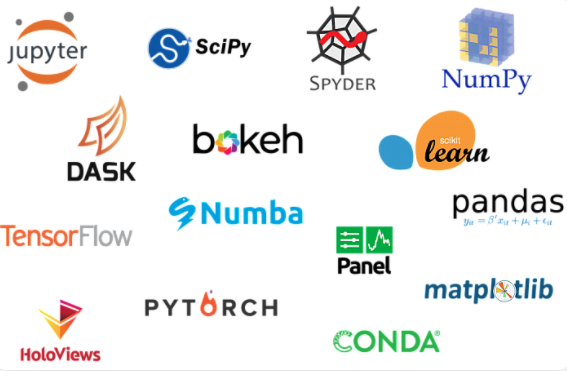 jupyter
SciPy
SPYDER
NumPy
DASK
bokeh
scikit
learn
Numba
pandas
TensorFlow
Panel
matplotlib
PYTORCH
CONDA®
HoloViews